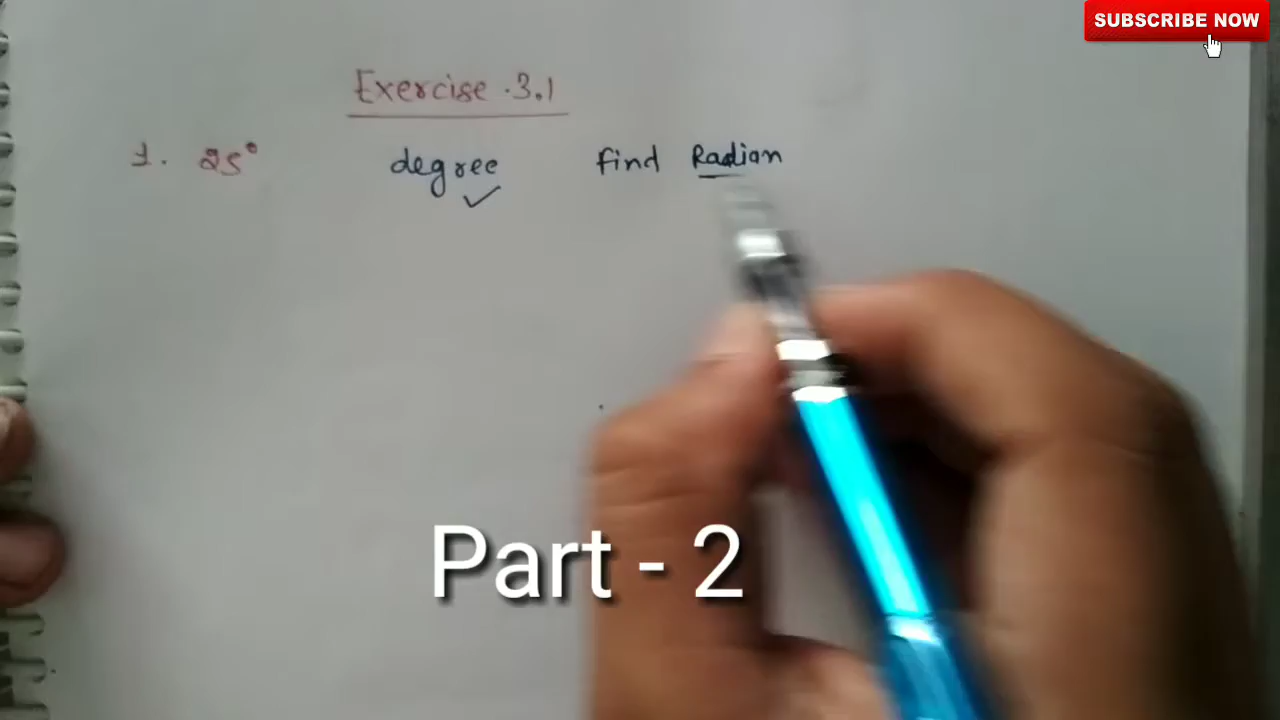 SUBSCRIBE NOW
Exercise .3.1
1. 25° degree find Radian
Part - 2